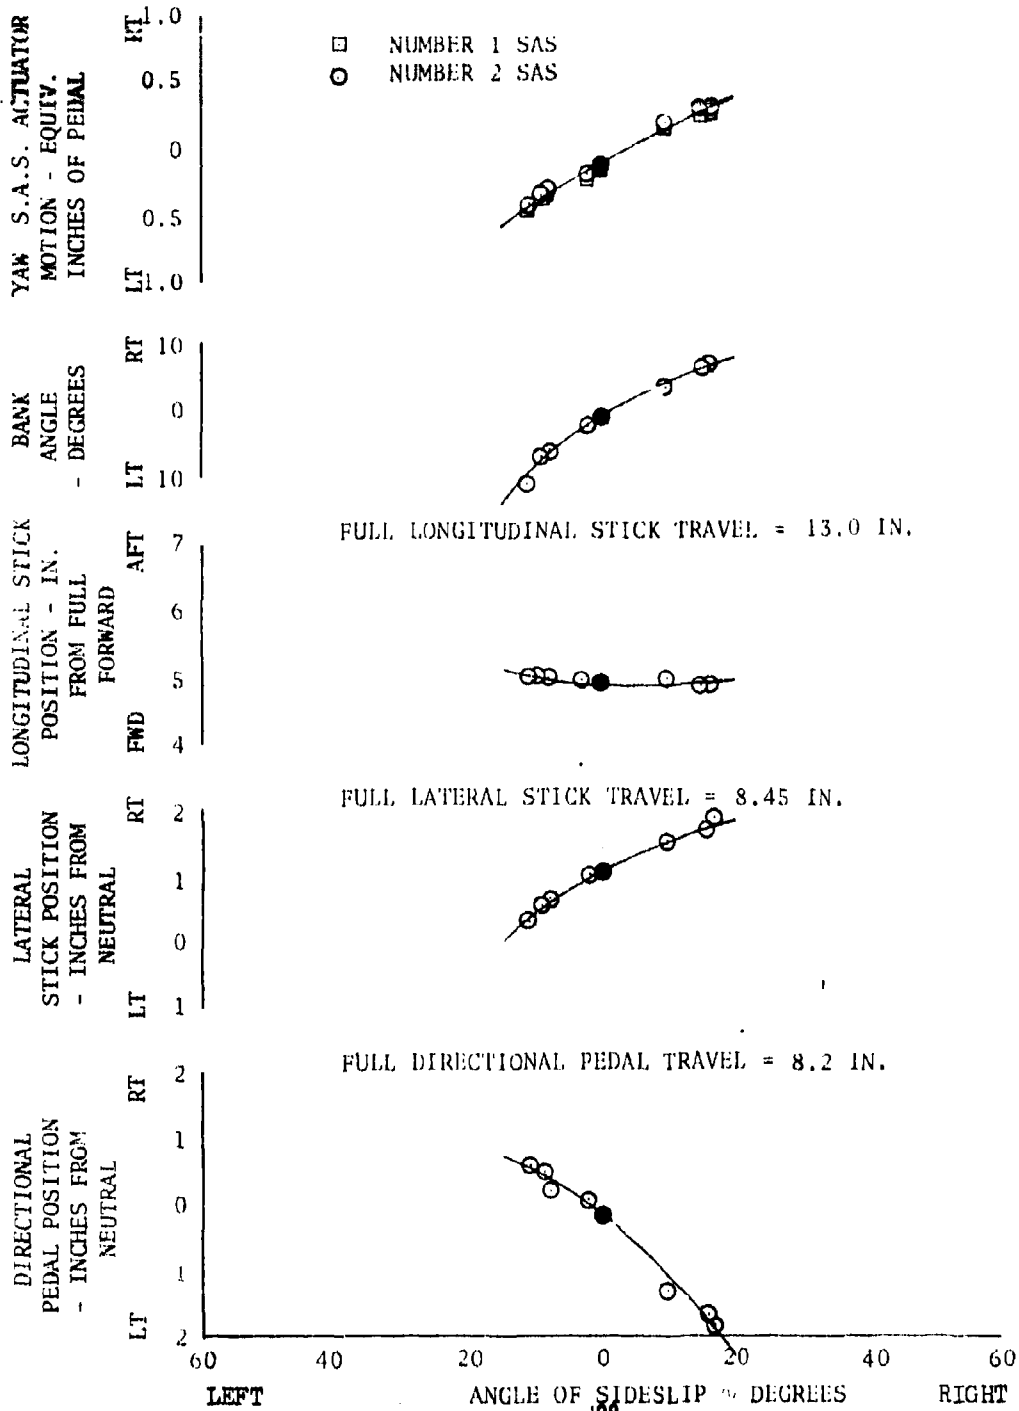 YAW S.A.S. ACTUATOR
MOTION - EQUIV.
INCHES OF PEDAL
RT
LT
1.0
0.5
0
0.5
1.0
NUMBER 1 SAS
NUMBER 2 SAS
BANK
ANGLE
- DEGREES
RT
LT
10
0
10
LONGITUDINAL STICK
POSITION - IN.
FROM FULL
FORWARD
AFT
FWD
7
6
5
4
FULL LONGITUDINAL STICK TRAVEL = 13.0 IN.
LATERAL
STICK POSITION
- INCHES FROM
NEUTRAL
RT
LT
2
1
0
1
FULL LATERAL STICK TRAVEL = 8.45 IN.
DIRECTIONAL
PEDAL POSITION
- INCHES FROM
NEUTRAL
RT
LT
2
1
0
1
2
FULL DIRECTIONAL PEDAL TRAVEL = 8.2 IN.
60 40 20 0 20 40 60
LEFT ANGLE OF SIDESLIP ~ DEGREES RIGHT